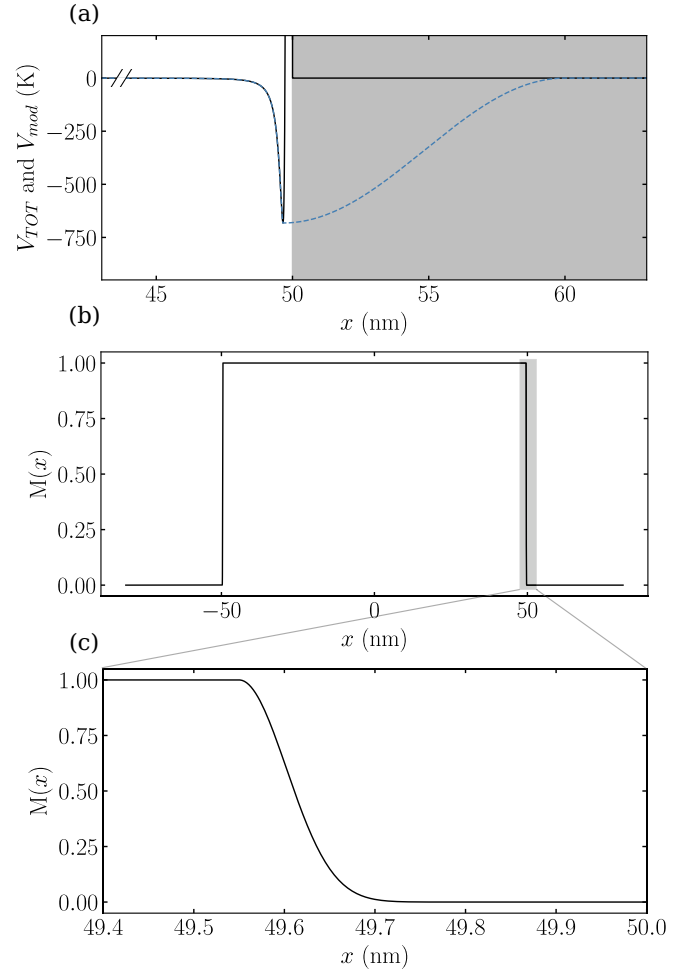 (a)
V_TOT and V_mod (K)
0
−250
−500
−750
45 50 55 60
x (nm)
(b)
M(x)
1.00
0.75
0.50
0.25
0.00
−50 0 50
x (nm)
(c)
M(x)
1.00
0.75
0.50
0.25
0.00
49.4 49.5 49.6 49.7 49.8 49.9 50.0
x (nm)